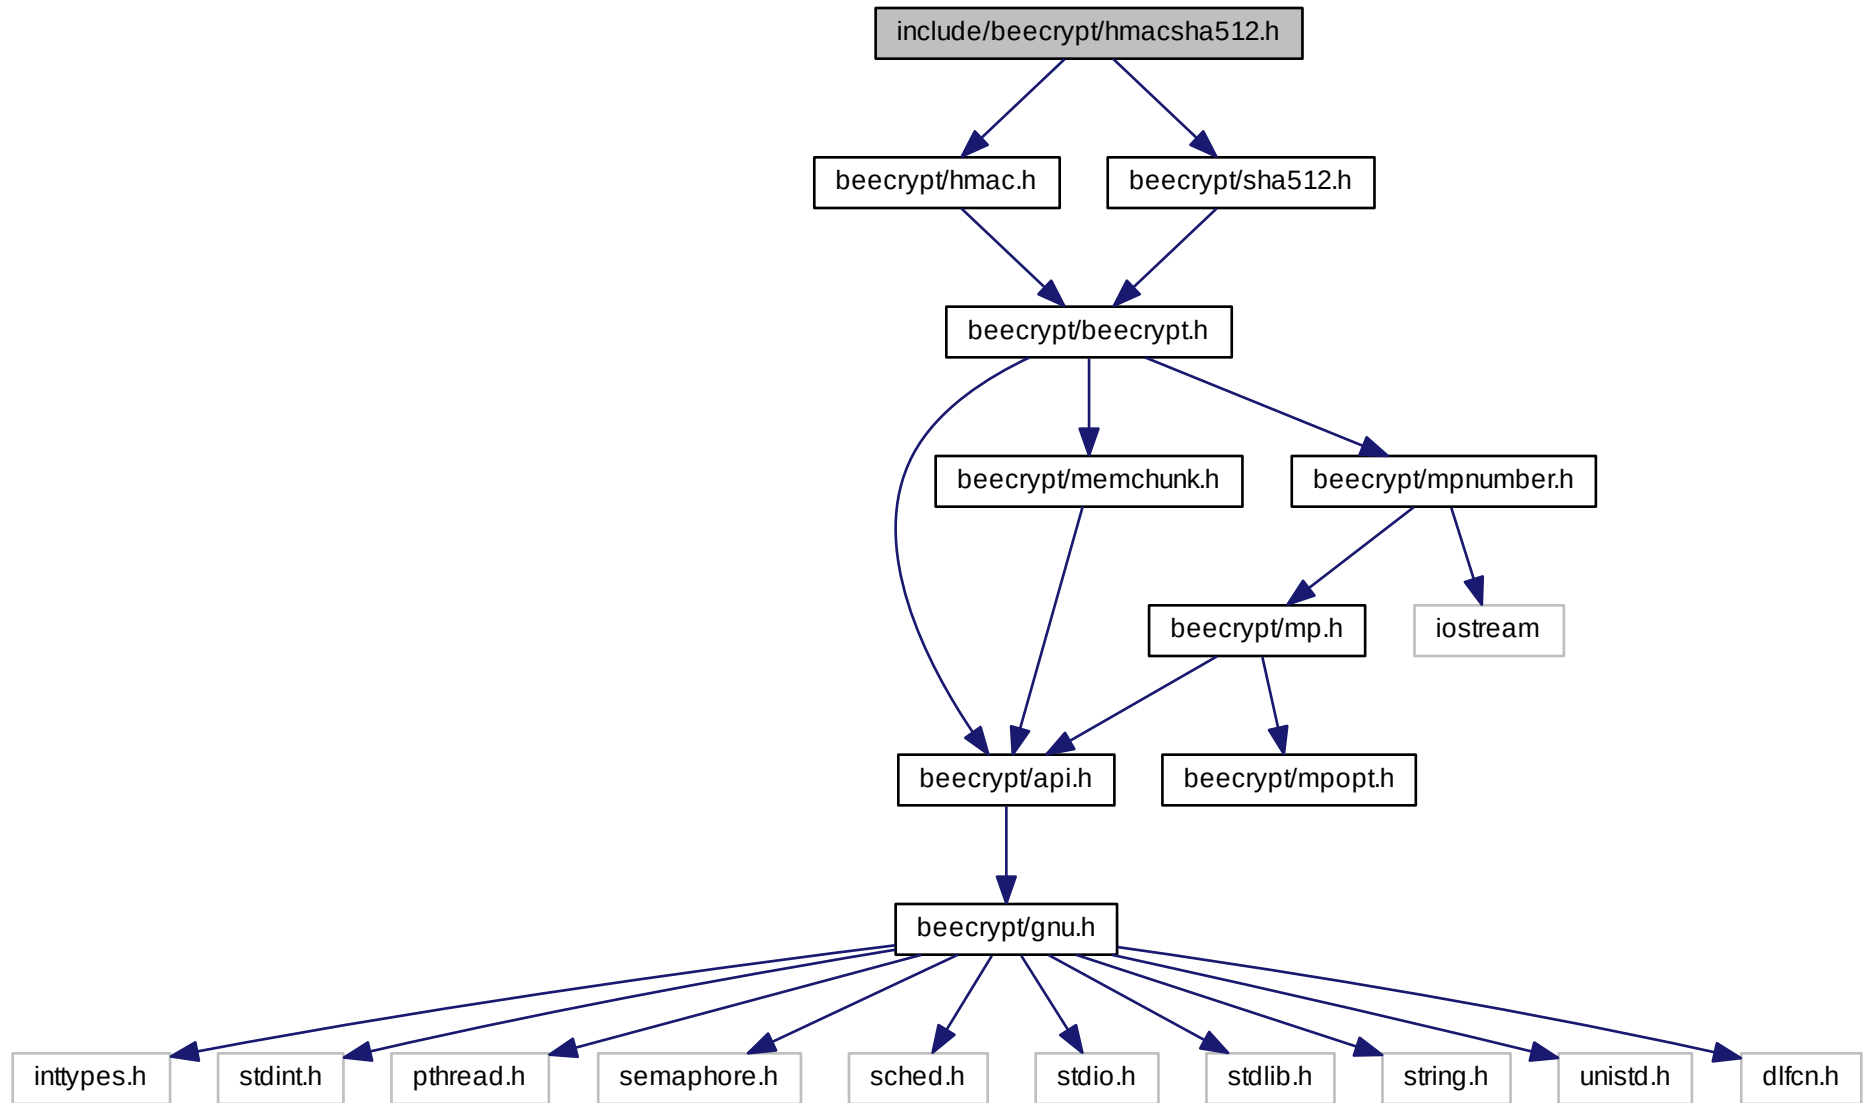 include/beecrypt/hmacsha512.h
beecrypt/hmac.h
beecrypt/sha512.h
beecrypt/beecrypt.h
beecrypt/memchunk.h
beecrypt/mpnumber.h
beecrypt/mp.h
iostream
beecrypt/api.h
beecrypt/mpopt.h
beecrypt/gnu.h
inttypes.h
stdint.h
pthread.h
semaphore.h
sched.h
stdio.h
stdlib.h
string.h
unistd.h
dlfcn.h